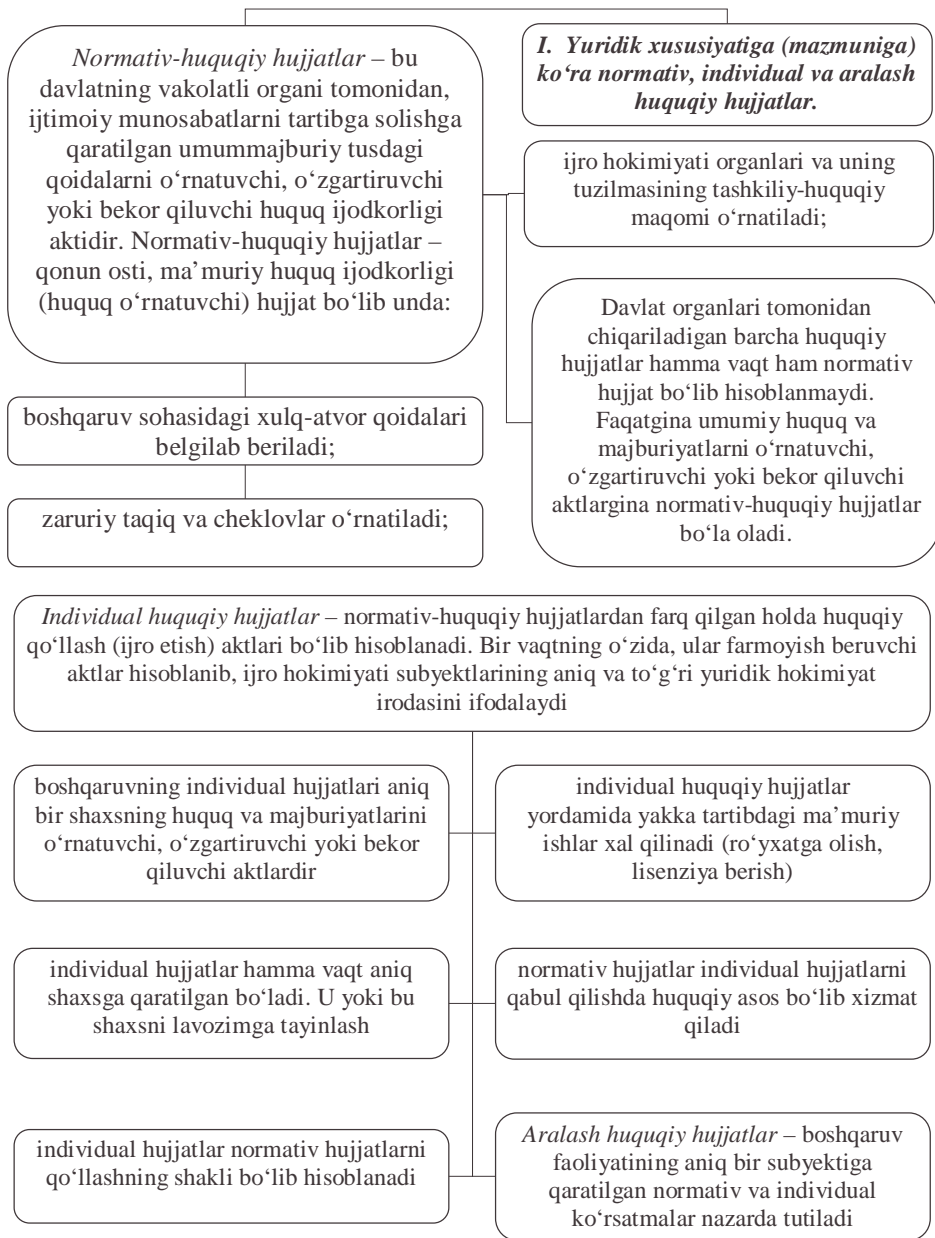 I. Yuridik xususiyatiga (mazmuniga)
ko‘ra normativ, individual va aralash
huquqiy hujjatlar.
Normativ-huquqiy hujjatlar – bu
davlatning vakolatli organi tomonidan,
ijtimoiy munosabatlarni tartibga solishga
qaratilgan umummajburiy tusdagi
qoidalarni o‘rnatuvchi, o‘zgartiruvchi
yoki bekor qiluvchi huquq ijodkorligi
aktidir. Normativ-huquqiy hujjatlar –
qonun osti, ma’muriy huquq ijodkorligi
(huquq o‘rnatuvchi) hujjat bo‘lib unda:
ijro hokimiyati organlari va uning
tuzilmasining tashkiliy-huquqiy
maqomi o‘rnatiladi;
boshqaruv sohasidagi xulq-atvor qoidalari
belgilab beriladi;
zaruriy taqiq va cheklovlar o‘rnatiladi;
Davlat organlari tomonidan
chiqariladigan barcha huquqiy
hujjatlar hamma vaqt ham normativ
hujjat bo‘lib hisoblanmaydi.
Faqatgina umumiy huquq va
majburiyatlarni o‘rnatuvchi,
o‘zgartiruvchi yoki bekor qiluvchi
aktlargina normativ-huquqiy hujjatlar
bo‘la oladi.
Individual huquqiy hujjatlar – normativ-huquqiy hujjatlardan farq qilgan holda huquqiy
qo‘llash (ijro etish) aktlari bo‘lib hisoblanadi. Bir vaqtning o‘zida, ular farmoyish beruvchi
aktlar hisoblanib, ijro hokimiyati subyektlarining aniq va to‘g‘ri yuridik hokimiyat
irodasini ifodalaydi
boshqaruvning individual hujjatlari aniq
bir shaxsning huquq va majburiyatlarini
o‘rnatuvchi, o‘zgartiruvchi yoki bekor
qiluvchi aktlardir
individual huquqiy hujjatlar
yordamida yakka tartibdagi ma’muriy
ishlar xal qilinadi (ro‘yxatga olish,
lisenziya berish)
individual hujjatlar hamma vaqt aniq
shaxsga qaratilgan bo‘ladi. U yoki bu
shaxsni lavozimga tayinlash
normativ hujjatlar individual hujjatlarni
qabul qilishda huquqiy asos bo‘lib xizmat
qiladi
individual hujjatlar normativ hujjatlarni
qo‘llashning shakli bo‘lib hisoblanadi
Aralash huquqiy hujjatlar – boshqaruv
faoliyatining aniq bir subyektiga
qaratilgan normativ va individual
ko‘rsatmalar nazarda tutiladi